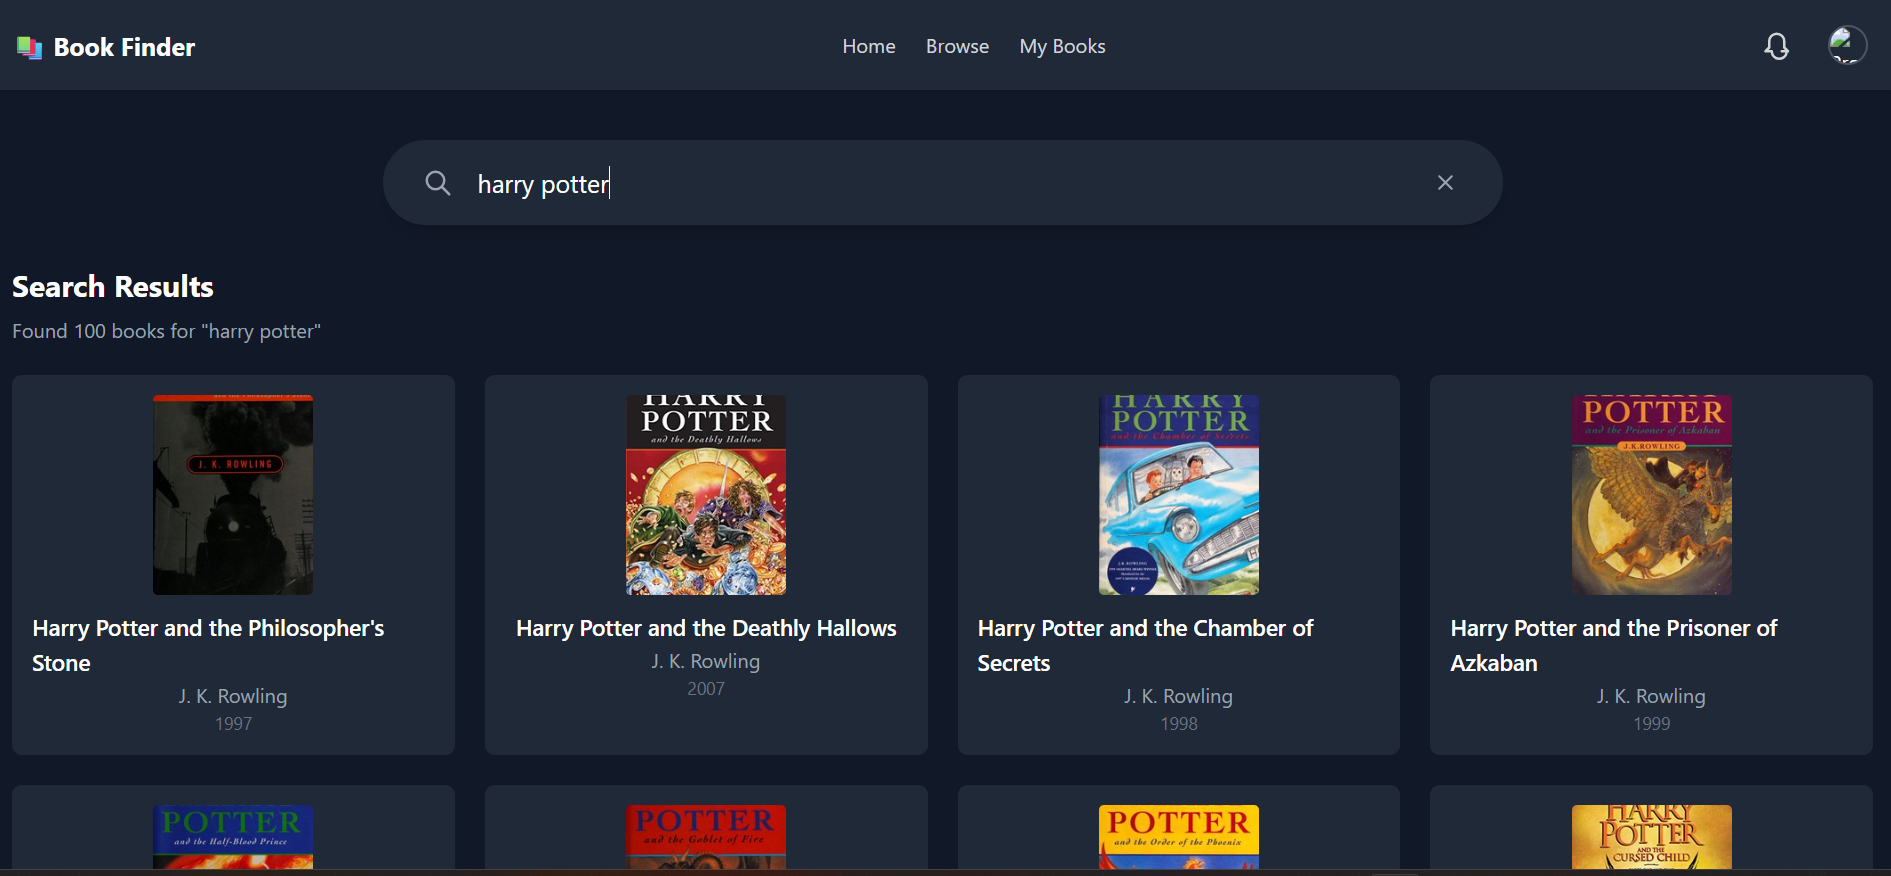 Book Finder
Home Browse My Books
harry potter
Search Results
Found 100 books for "harry potter"
and the Philosopher's Stone
J. K. ROWLING
HARRY
POTTER
and the Deathly Hallows
HARRY
POTTER
and the Chamber of Secrets
POTTER
and the Prisoner of Azkaban
J.K.ROWLING
Harry Potter and the Philosopher's
Stone
J. K. Rowling
1997
Harry Potter and the Deathly Hallows
J. K. Rowling
2007
Harry Potter and the Chamber of
Secrets
J. K. Rowling
1998
Harry Potter and the Prisoner of
Azkaban
J. K. Rowling
1999
POTTER
and the Half-Blood Prince
POTTER
and the Goblet of Fire
POTTER
and the Order of the Phoenix
HARRY
POTTER
AND THE
CURSED CHILD